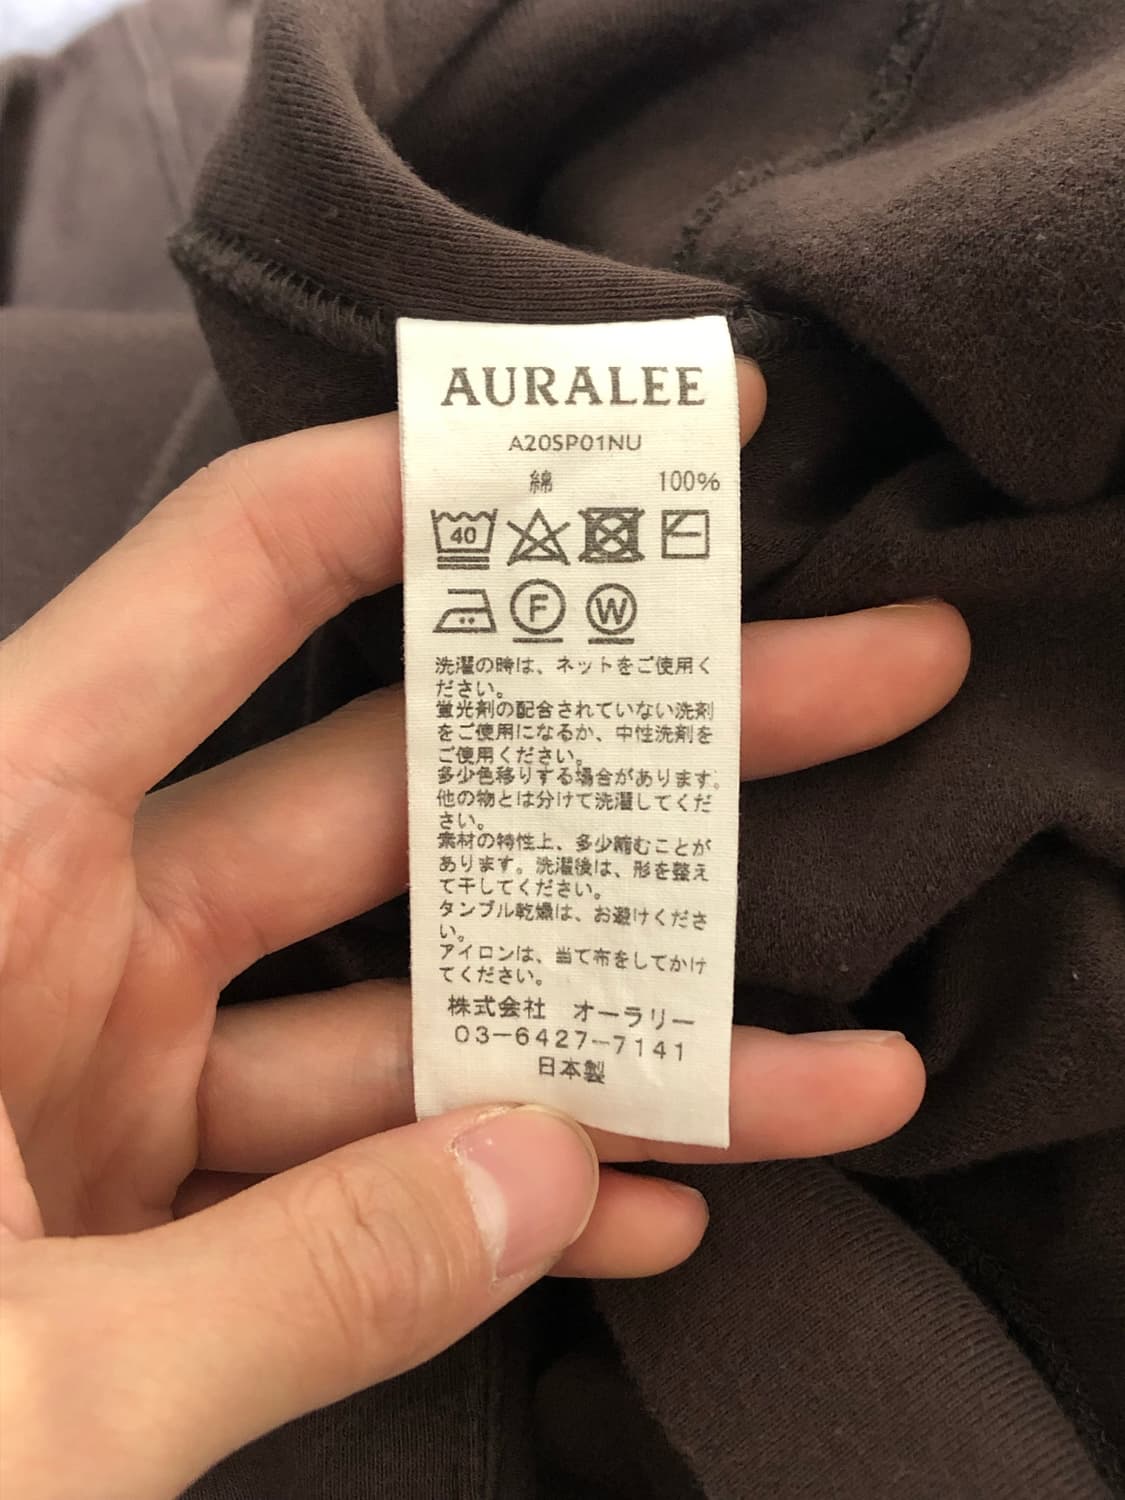 AURALEE
A20SP01NU
綿 100%
40
F W
洗濯の時は、ネットをご使用く
ださい。
蛍光剤の配合されていない洗剤
をご使用になるか、中性洗剤を
ご使用ください。
多少色移りする場合があります。
他の物とは分けて洗濯してくだ
さい。
素材の特性上、多少縮むことが
あります。洗濯後は、形を整え
て干してください。
タンブル乾燥は、お避けくださ
い。
アイロンは、当て布をしてかけ
てください。
株式会社 オーラリー
03-6427-7141
日本製